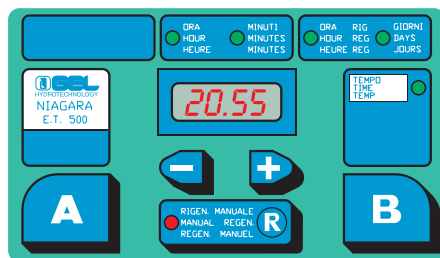 ORA
HOUR
HEURE
MINUTI
MINUTES
MINUTES
ORA RIG
HOUR REG
HEURE REG
GIORNI
DAYS
JOURS
GEL
HYDROTECHNOLOGY
NIAGARA
E.T. 500
20.55
TEMPO
TIME
TEMP
A
B
RIGEN. MANUALE
MANUAL REGEN.
REGEN. MANUEL
R